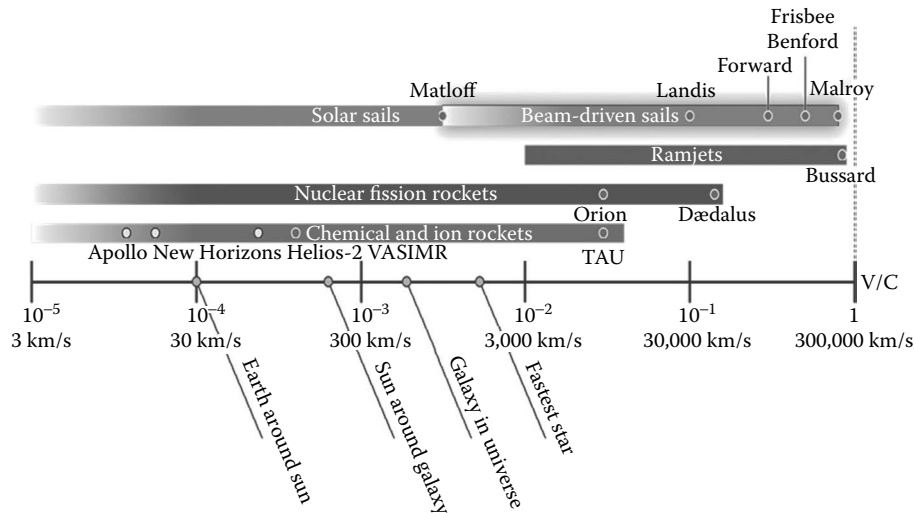 Frisbee
Benford
Forward
Matloff
Landis
Malroy
Solar sails
Beam-driven sails
Ramjets
Bussard
Nuclear fission rockets
Orion
Dædalus
Chemical and ion rockets
Apollo New Horizons Helios-2 VASIMR
TAU
V/C
10⁻⁵
10⁻⁴
10⁻³
10⁻²
10⁻¹
1
3 km/s
30 km/s
300 km/s
3,000 km/s
30,000 km/s
300,000 km/s
Earth around sun
Sun around galaxy
Galaxy in universe
Fastest star